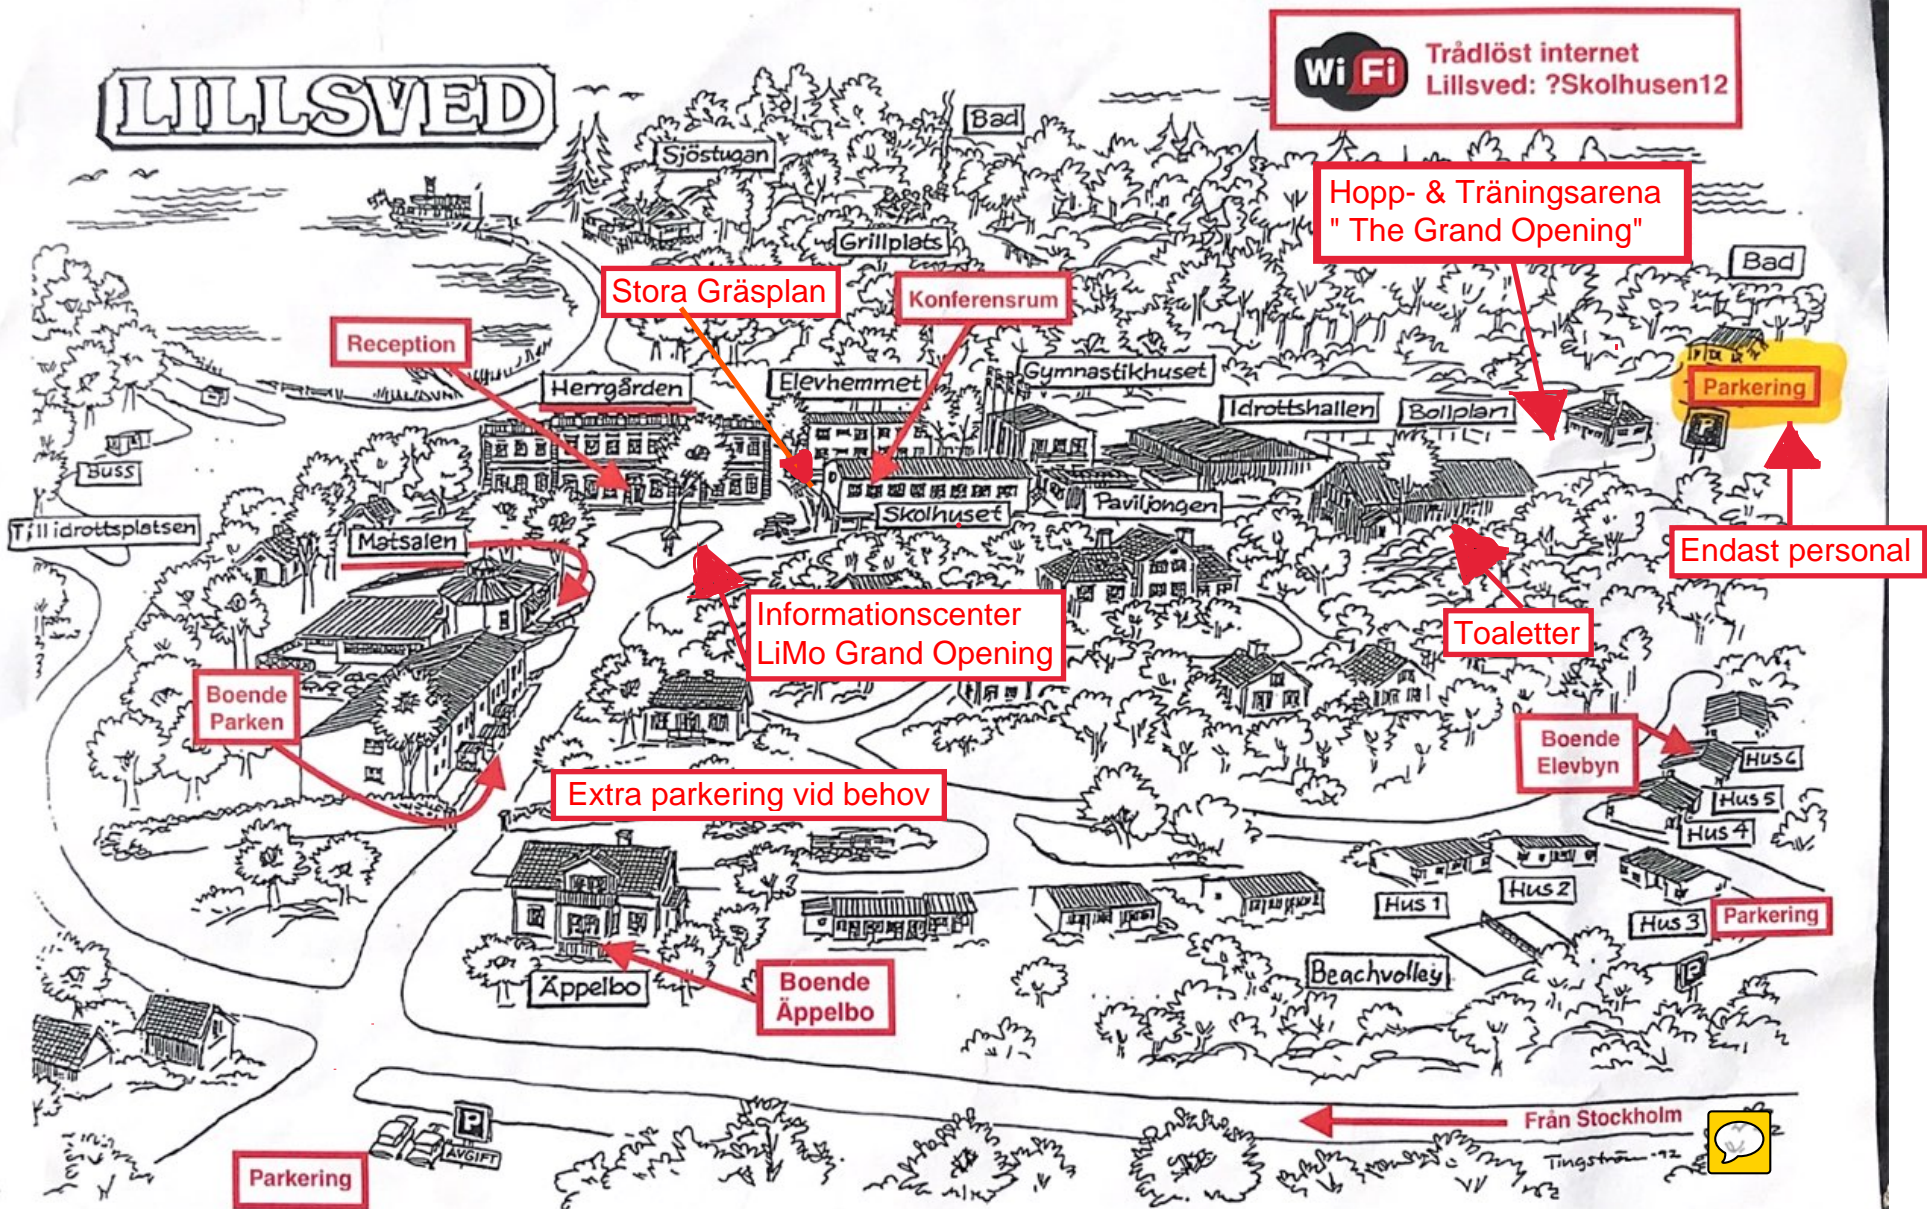 LILLSVED
Wi Fi
Trådlöst internet
Lillsved: ?Skolhusen12
Bad
Sjöstugan
Hopp- & Träningsarena
" The Grand Opening"
Grillplats
Bad
Stora Gräsplan
Konferensrum
Reception
Herrgården
Elevhemmet
Gymnastikhuset
Idrottshallen
Bollplan
Parkering
P
Buss
Till idrottsplatsen
Matsalen
Skolhuset
Paviljongen
Endast personal
Informationscenter
LiMo Grand Opening
Toaletter
Boende
Parken
Boende
Elevbyn
Hus 6
Hus 5
Hus 4
Extra parkering vid behov
Hus 1
Hus 2
Hus 3
Parkering
P
Beachvolley
Äppelbo
Boende
Äppelbo
P
AVGIFT
Från Stockholm
Parkering
Tingström -92